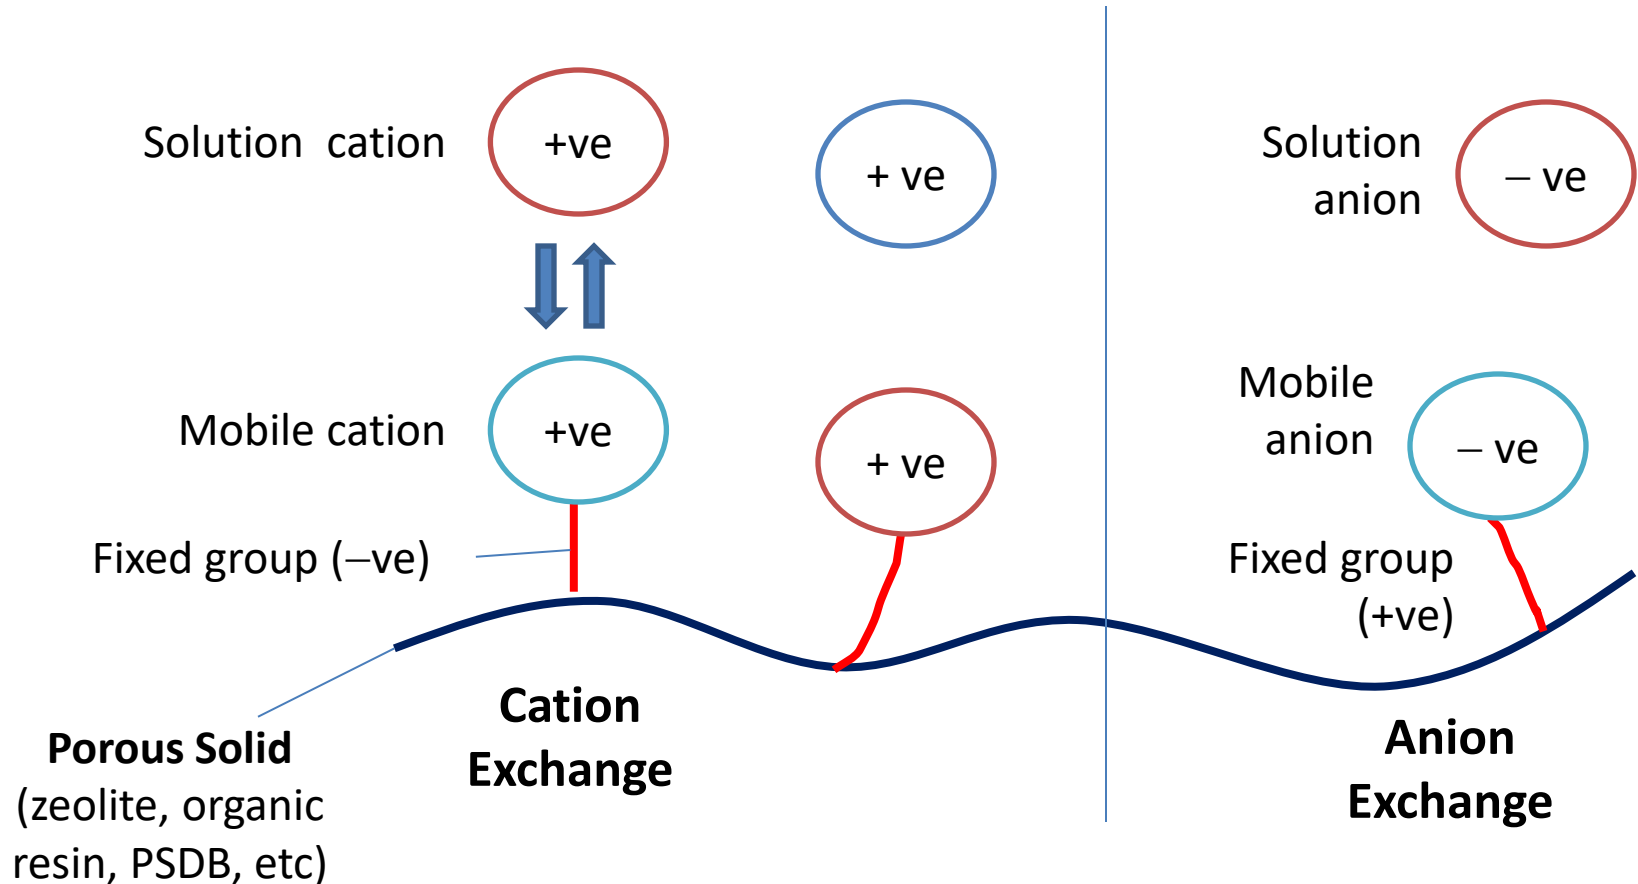 Solution  cation
+ve
+ ve
Solution
anion
– ve
Mobile cation
+ve
+ ve
Mobile
anion
– ve
Fixed group (–ve)
Fixed group
(+ve)
Cation
Exchange
Anion
Exchange
Porous Solid
(zeolite, organic
resin, PSDB, etc)